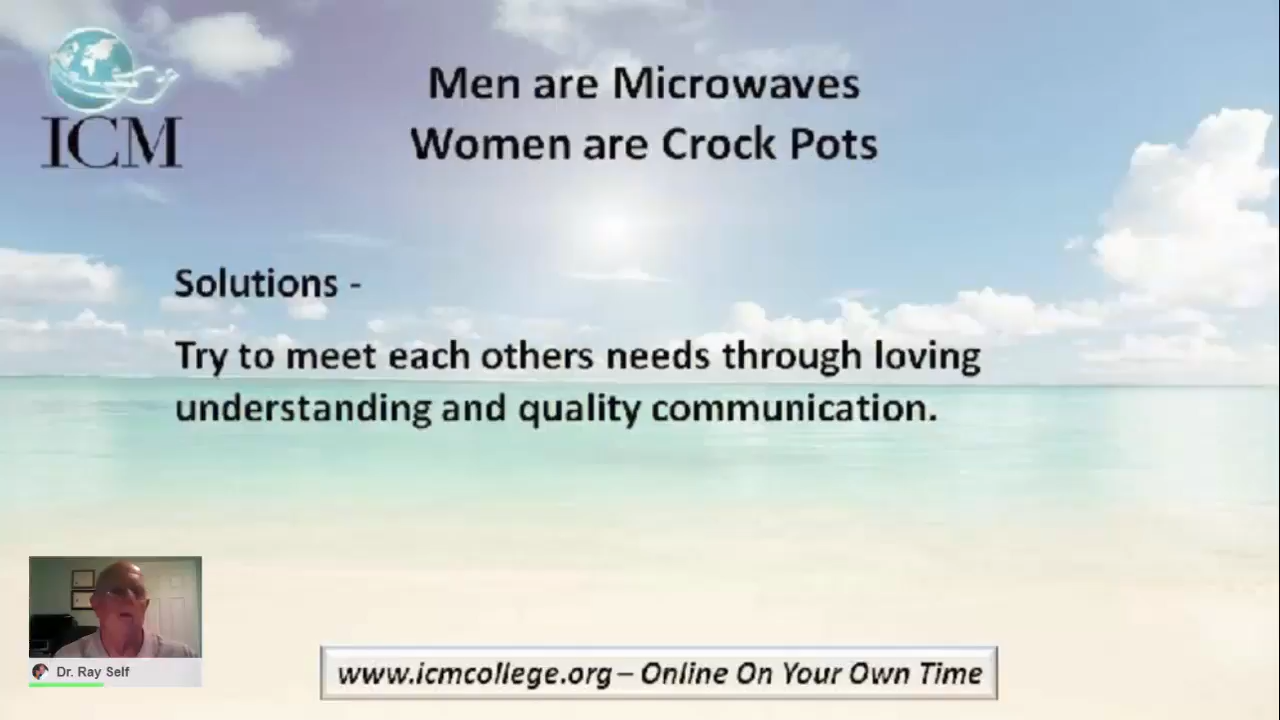 ICM
Men are Microwaves
Women are Crock Pots
Solutions -
Try to meet each others needs through loving
understanding and quality communication.
Dr. Ray Self
www.icmcollege.org – Online On Your Own Time